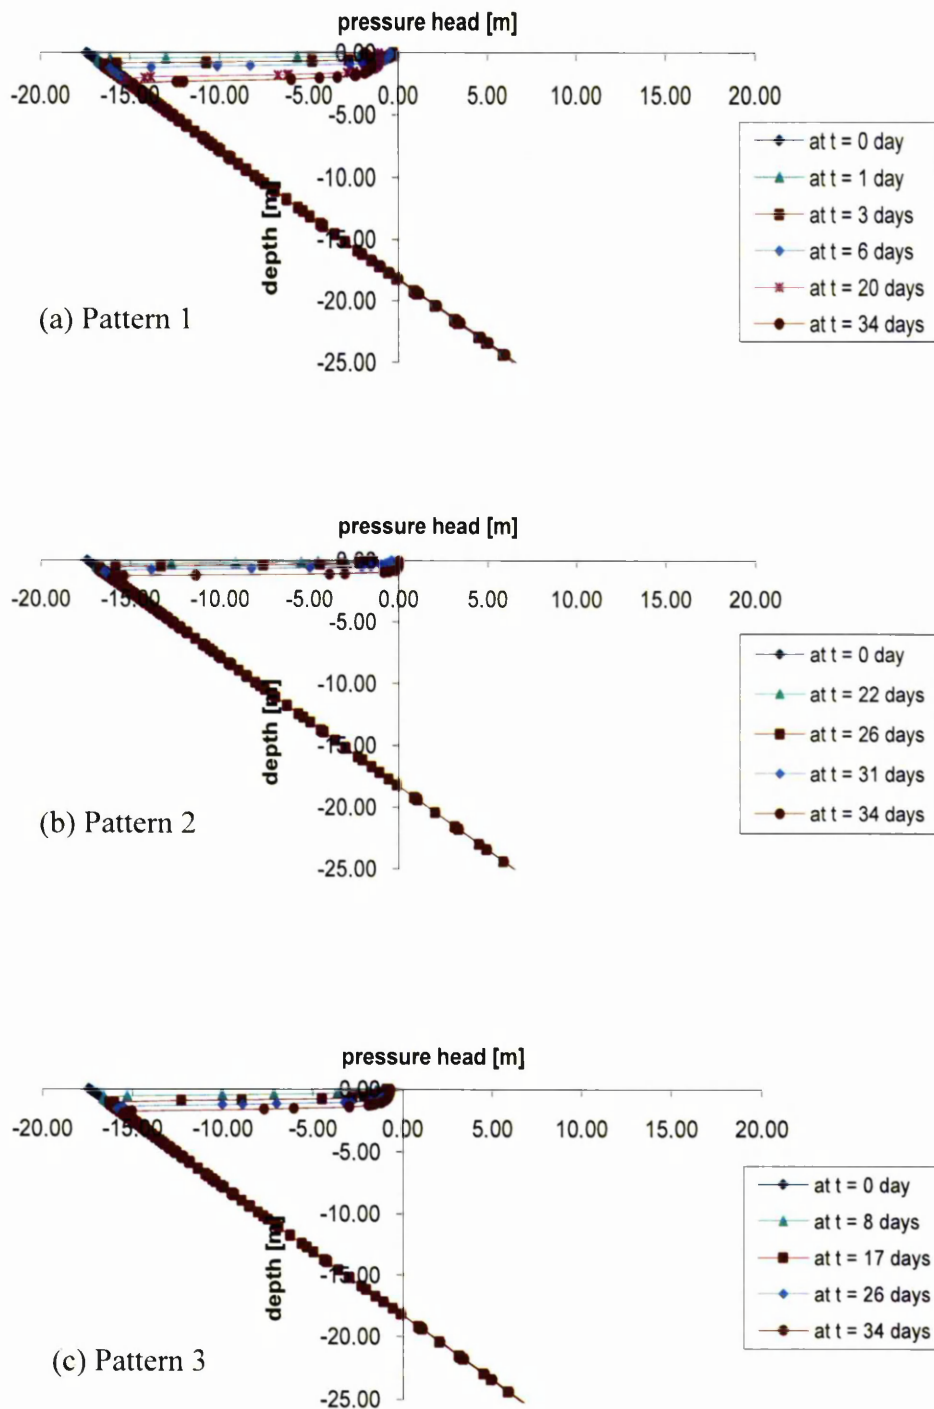 pressure head [m]
0.00
-20.00 -15.00 -10.00 -5.00 0.00 5.00 10.00 15.00 20.00
-5.00
-10.00
-15.00
-20.00
-25.00
depth [m]
at t = 0 day
at t = 1 day
at t = 3 days
at t = 6 days
at t = 20 days
at t = 34 days
(a) Pattern 1
pressure head [m]
0.00
-20.00 -15.00 -10.00 -5.00 0.00 5.00 10.00 15.00 20.00
-5.00
-10.00
-15.00
-20.00
-25.00
depth [m]
at t = 0 day
at t = 22 days
at t = 26 days
at t = 31 days
at t = 34 days
(b) Pattern 2
pressure head [m]
0.00
-20.00 -15.00 -10.00 -5.00 0.00 5.00 10.00 15.00 20.00
-5.00
-10.00
-15.00
-20.00
-25.00
depth [m]
at t = 0 day
at t = 8 days
at t = 17 days
at t = 26 days
at t = 34 days
(c) Pattern 3